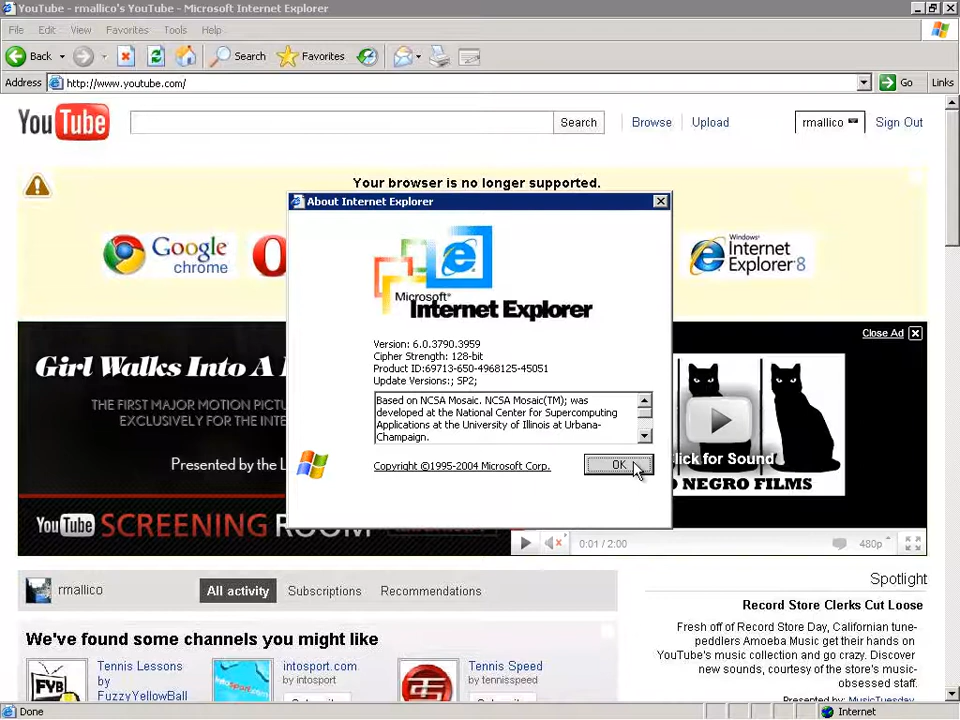 YouTube - rmallico's YouTube - Microsoft Internet Explorer
File Edit View Favorites Tools Help
Back Search Favorites
Address http://www.youtube.com/ Go Links
YouTube Search Browse Upload rmallico Sign Out
Your browser is no longer supported.
About Internet Explorer
Google
chrome
O
Windows
Internet
Explorer 8
Microsoft
Internet Explorer
Version: 6.0.3790.3959
Cipher Strength: 128-bit
Product ID:69713-650-4968125-45051
Update Versions:; SP2;
Based on NCSA Mosaic. NCSA Mosaic(TM); was
developed at the National Center for Supercomputing
Applications at the University of Illinois at Urbana-
Champaign.
Copyright ©1995-2004 Microsoft Corp.
OK
Close Ad
Girl Walks Into A
THE FIRST MAJOR MOTION PICT
EXCLUSIVELY FOR THE INTE
Presented by the L
YouTube SCREENING ROOM
lick for Sound
O NEGRO FILMS
0:01 / 2:00 480p
rmallico All activity Subscriptions Recommendations
We've found some channels you might like
FYB
Tennis Lessons
by
FuzzyYellowBall
intosport.com
by intosport
Tennis Speed
by tennisspeed
Spotlight
Record Store Clerks Cut Loose
Fresh off of Record Store Day, Californian tune-
peddlers Amoeba Music get their hands on
YouTube's music collection and go crazy. Discover
new sounds, courtesy of the store's music-
obsessed staff.
Presented by: MusicTuesday
Done Internet